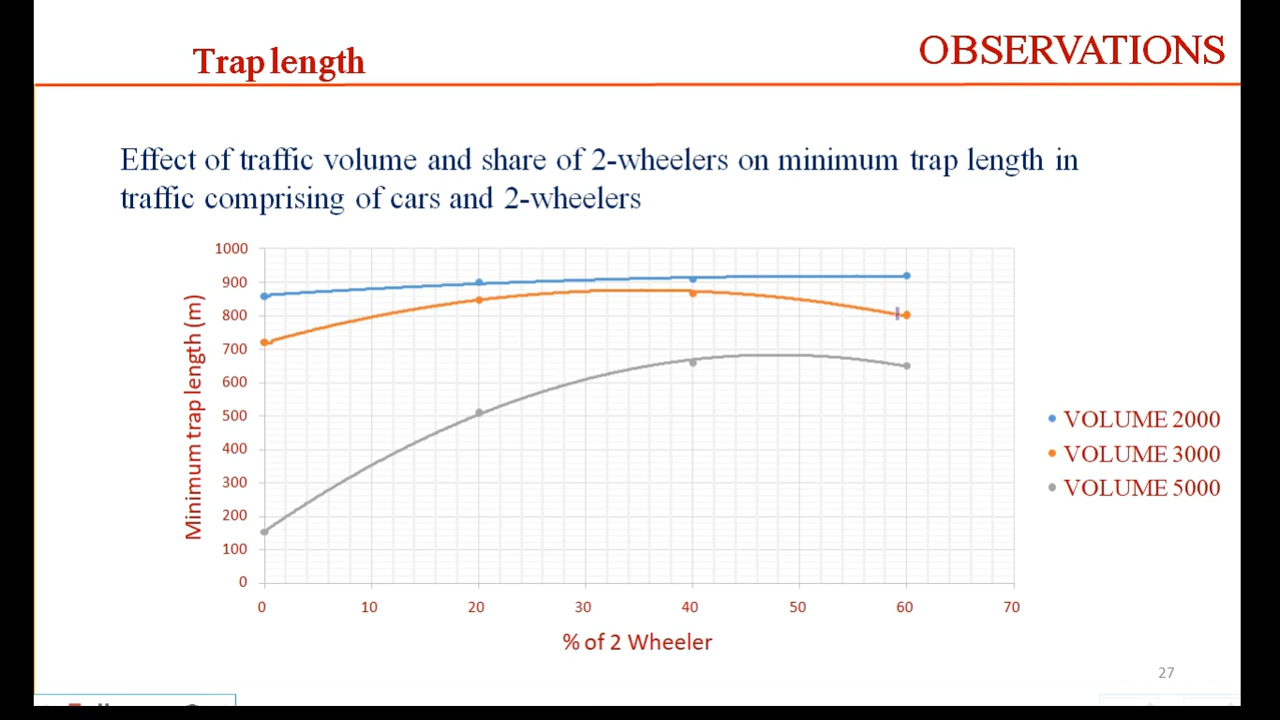 Trap length
OBSERVATIONS
Effect of traffic volume and share of 2-wheelers on minimum trap length in
traffic comprising of cars and 2-wheelers
1000
900
800
700
600
500
400
300
200
100
0
Minimum trap length (m)
0 10 20 30 40 50 60 70
% of 2 Wheeler
VOLUME 2000
VOLUME 3000
VOLUME 5000
27